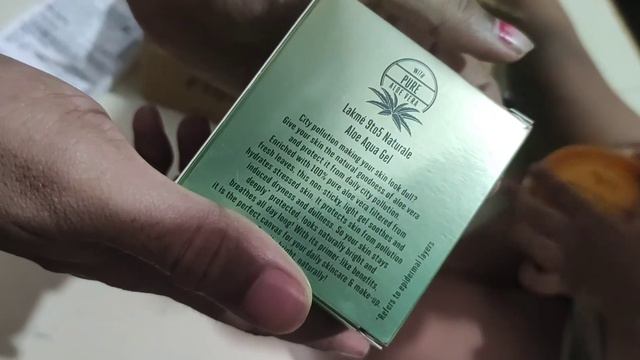 with
PURE
ALOE VERA
Lakmé 9to5 Naturale
Aloe Aqua Gel
City pollution making your skin look dull?
Give your skin the natural goodness of aloe vera
and protect it from daily city pollution.
Enriched with 100% pure aloe vera filtered from
fresh leaves, this non sticky, light gel soothes and
hydrates stressed skin. It protects skin from pollution
reduces dryness and dullness. So your skin stays
deeply* protected, looks naturally bright and
breathes all day long! With its primer-like benefits,
it is the perfect canvas for your daily skincare & make-up.
*Refers to epidermal layers